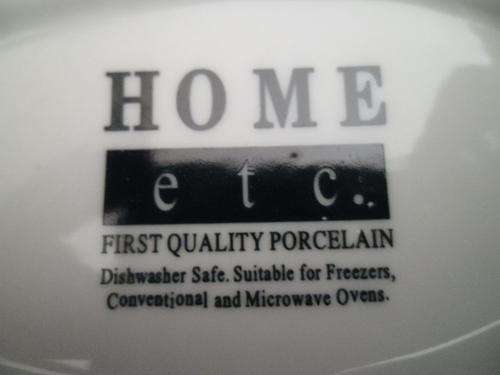 HOME
etc.
FIRST QUALITY PORCELAIN
Dishwasher Safe. Suitable for Freezers,
Conventional and Microwave Ovens.